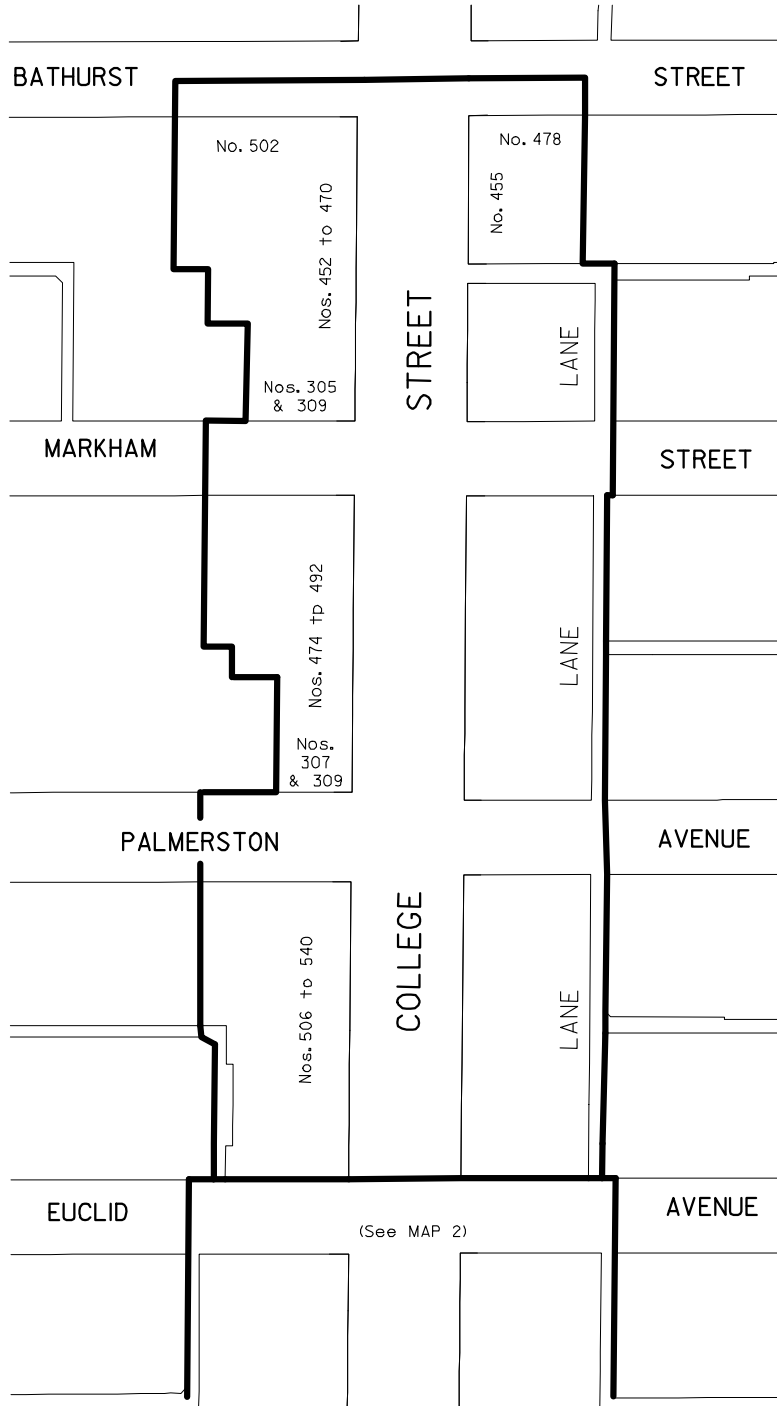 BATHURST STREET
No. 502
No. 478
No. 455
Nos. 452 to 470
STREET
LANE
Nos. 305
& 309
MARKHAM STREET
Nos. 474 tp 492
LANE
Nos.
307
& 309
PALMERSTON AVENUE
COLLEGE
Nos. 506 to 540
LANE
EUCLID AVENUE
(See MAP 2)